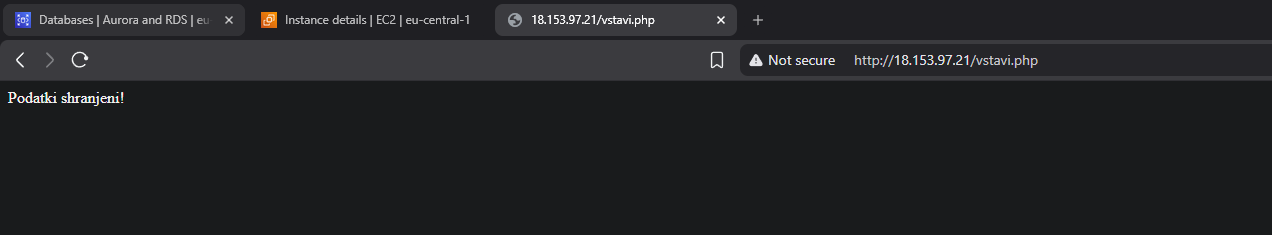 Databases | Aurora and RDS | eu
Instance details | EC2 | eu-central-1
18.153.97.21/vstavi.php
Not secure
http://18.153.97.21/vstavi.php
Podatki shranjeni!